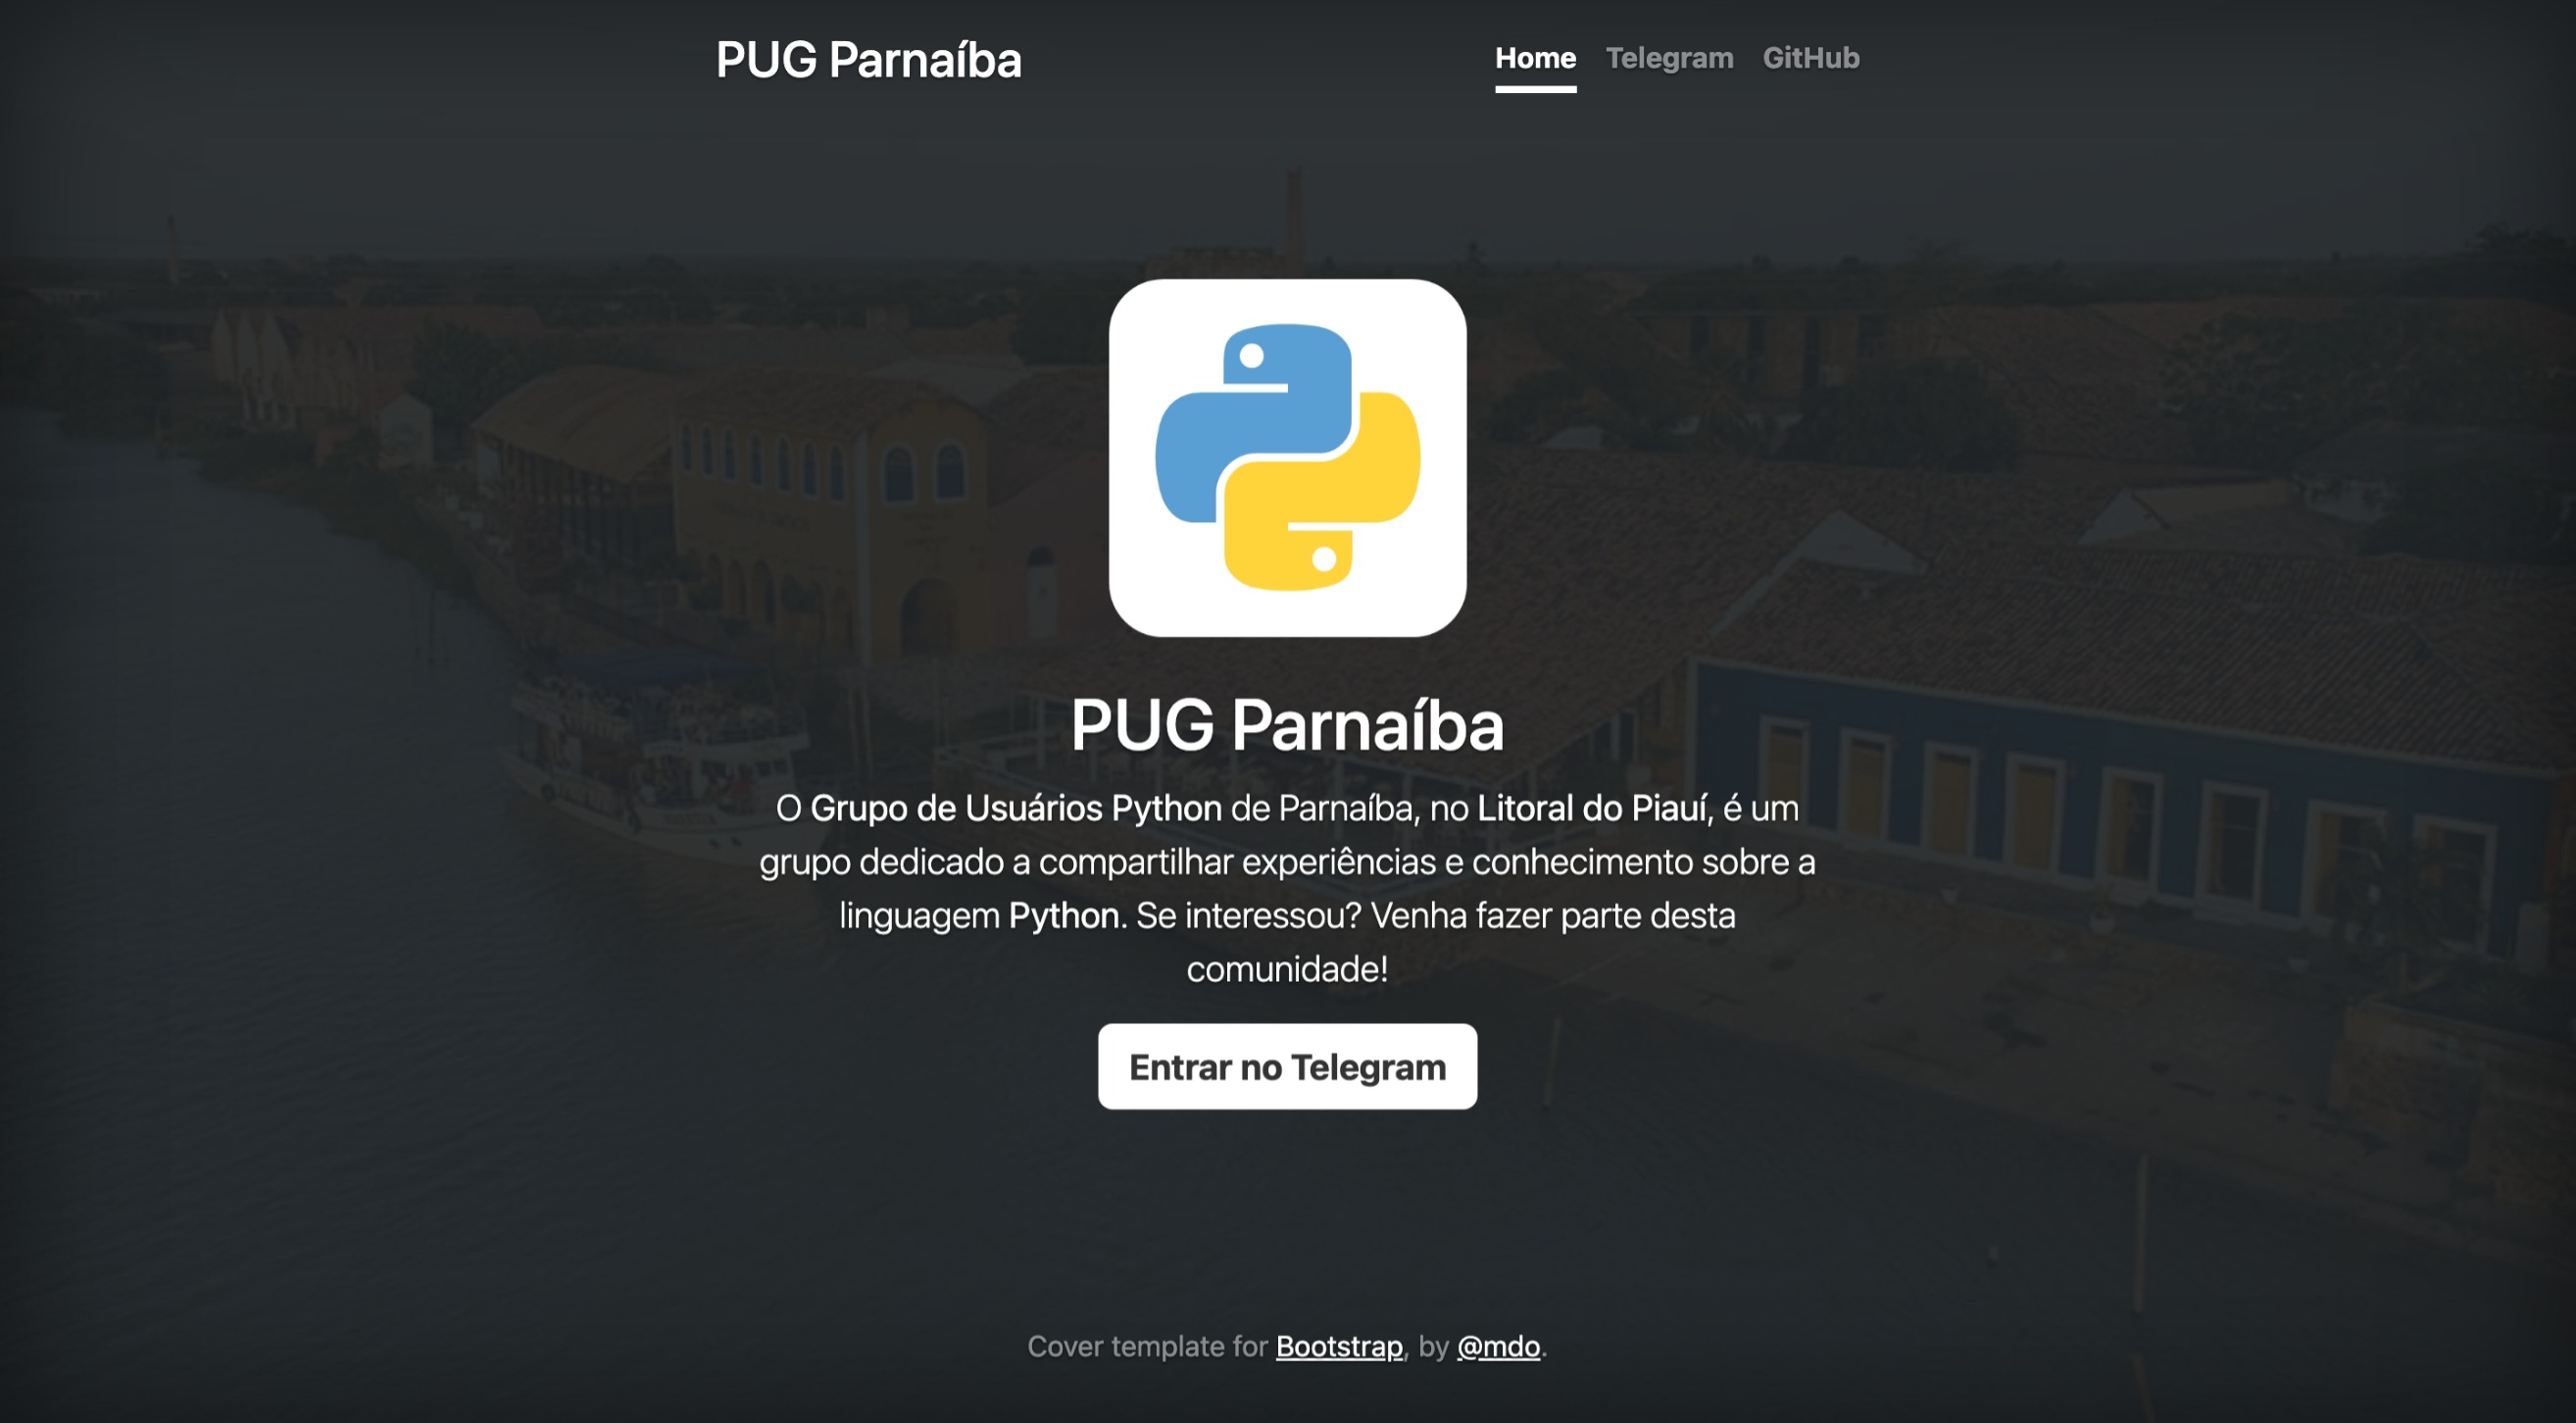 PUG Parnaíba
Home Telegram GitHub
PUG Parnaíba
O Grupo de Usuários Python de Parnaíba, no Litoral do Piauí, é um
grupo dedicado a compartilhar experiências e conhecimento sobre a
linguagem Python. Se interessou? Venha fazer parte desta
comunidade!
Entrar no Telegram
Cover template for Bootstrap, by @mdo.